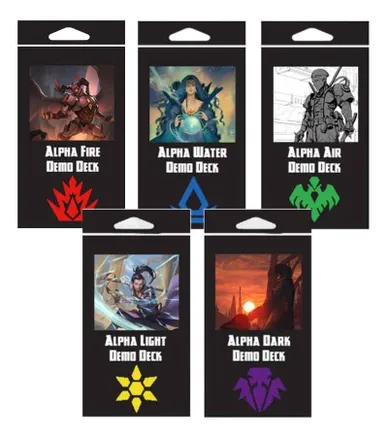 Alpha Fire
Demo Deck
Alpha Water
Demo Deck
Alpha Air
Demo Deck
Alpha Light
Demo Deck
Alpha Dark
Demo Deck